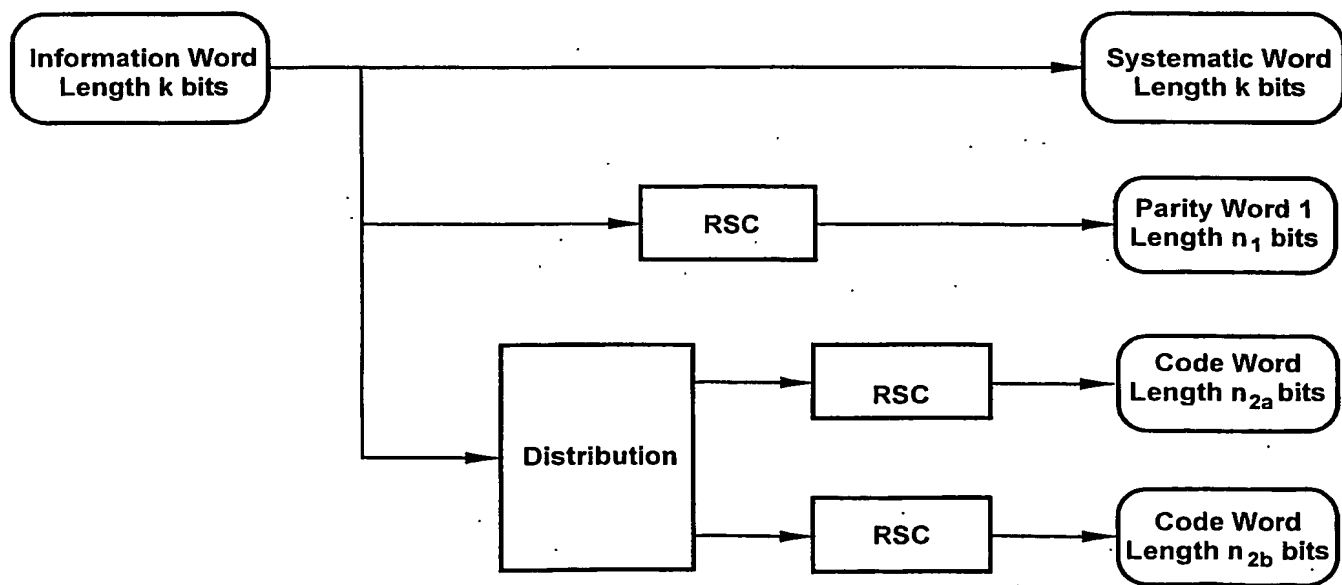 Information Word
Length k bits
Systematic Word
Length k bits
RSC
Parity Word 1
Length n₁ bits
Distribution
RSC
Code Word
Length n₂ₐ bits
RSC
Code Word
Length n_2b bits